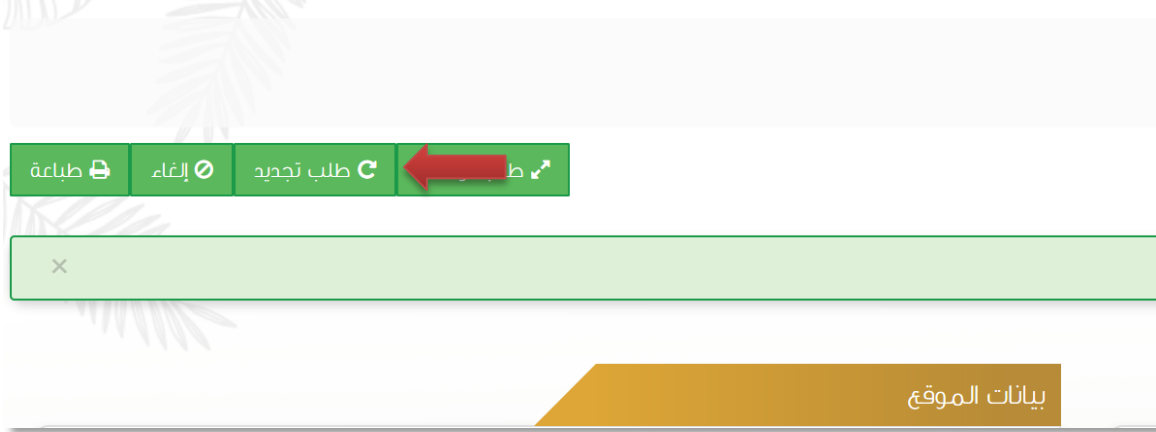 طلب تجديد إلغاء طباعة
بيانات الموقع